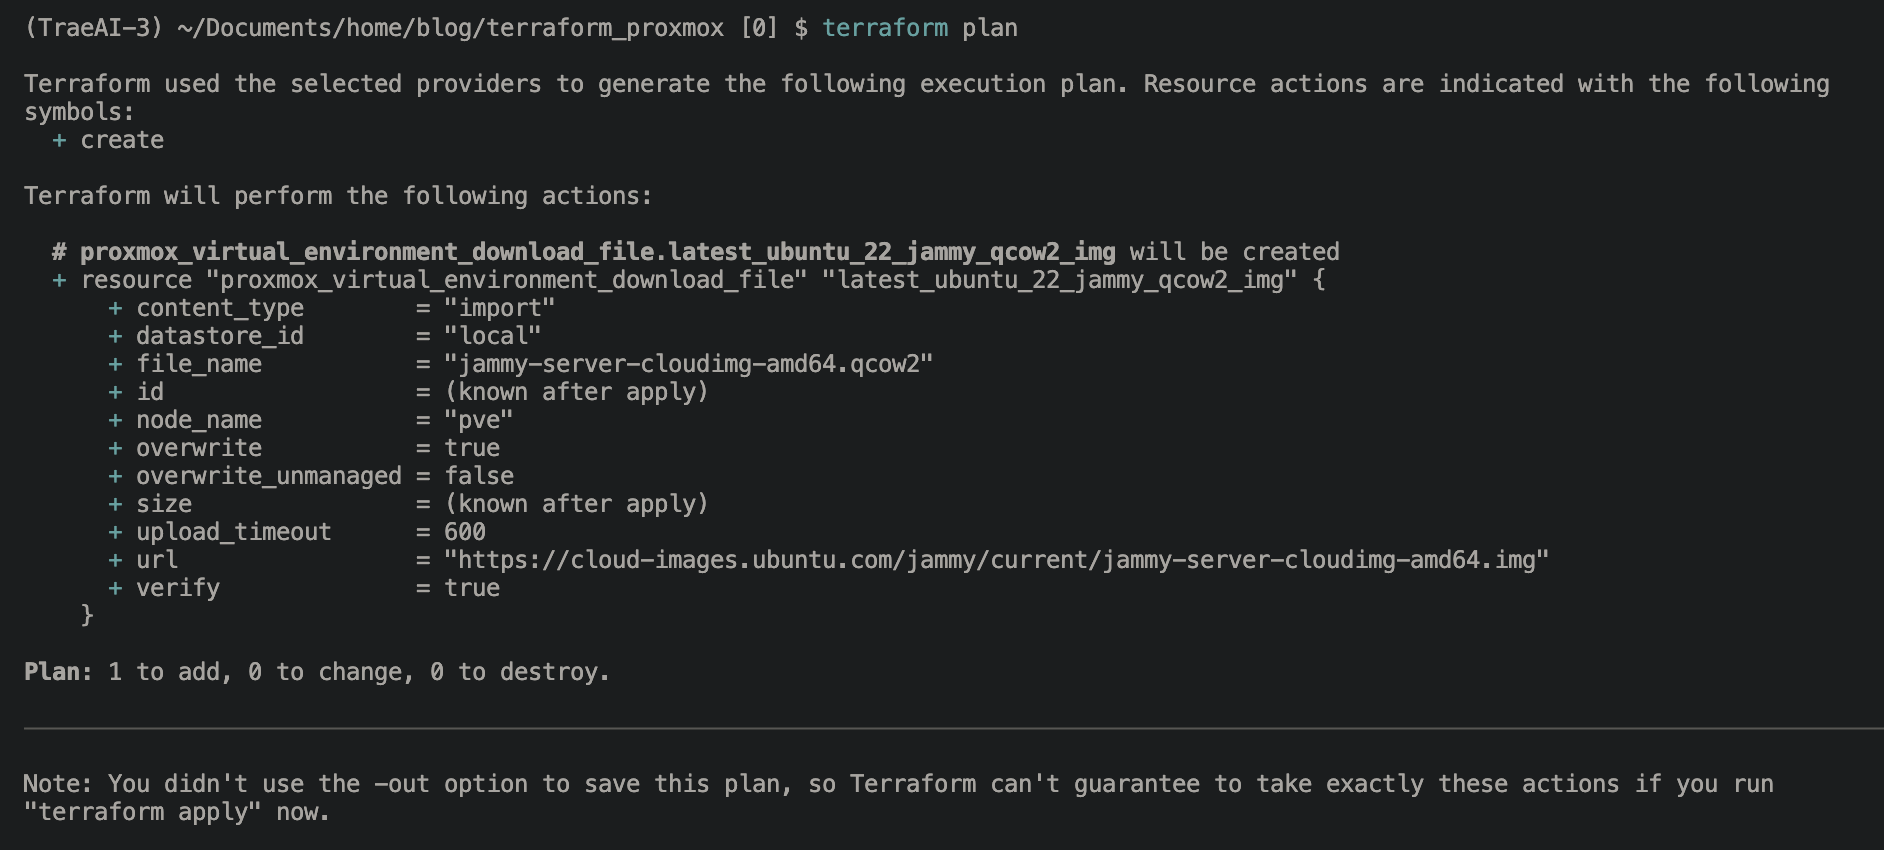 (TraeAI-3) ~/Documents/home/blog/terraform_proxmox [0] $ terraform plan
Terraform used the selected providers to generate the following execution plan. Resource actions are indicated with the following
symbols:
  + create
Terraform will perform the following actions:
  # proxmox_virtual_environment_download_file.latest_ubuntu_22_jammy_qcow2_img will be created
  + resource "proxmox_virtual_environment_download_file" "latest_ubuntu_22_jammy_qcow2_img" {
      + content_type        = "import"
      + datastore_id        = "local"
      + file_name           = "jammy-server-cloudimg-amd64.qcow2"
      + id                  = (known after apply)
      + node_name           = "pve"
      + overwrite           = true
      + overwrite_unmanaged = false
      + size                = (known after apply)
      + upload_timeout      = 600
      + url                 = "https://cloud-images.ubuntu.com/jammy/current/jammy-server-cloudimg-amd64.img"
      + verify              = true
    }
Plan: 1 to add, 0 to change, 0 to destroy.
Note: You didn't use the -out option to save this plan, so Terraform can't guarantee to take exactly these actions if you run
"terraform apply" now.